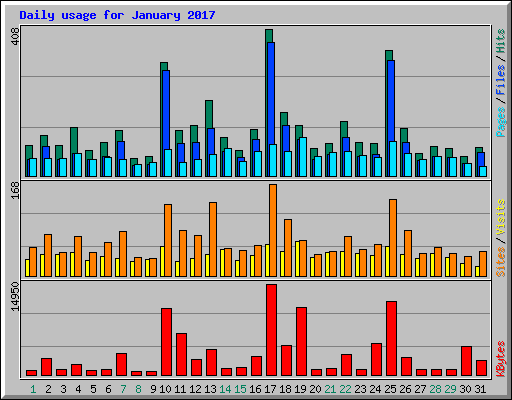 Daily usage for January 2017
408
Pages / Files / Hits
168
Sites / Visits
14950
KBytes
1 2 3 4 5 6 7 8 9 10 11 12 13 14 15 16 17 18 19 20 21 22 23 24 25 26 27 28 29 30 31